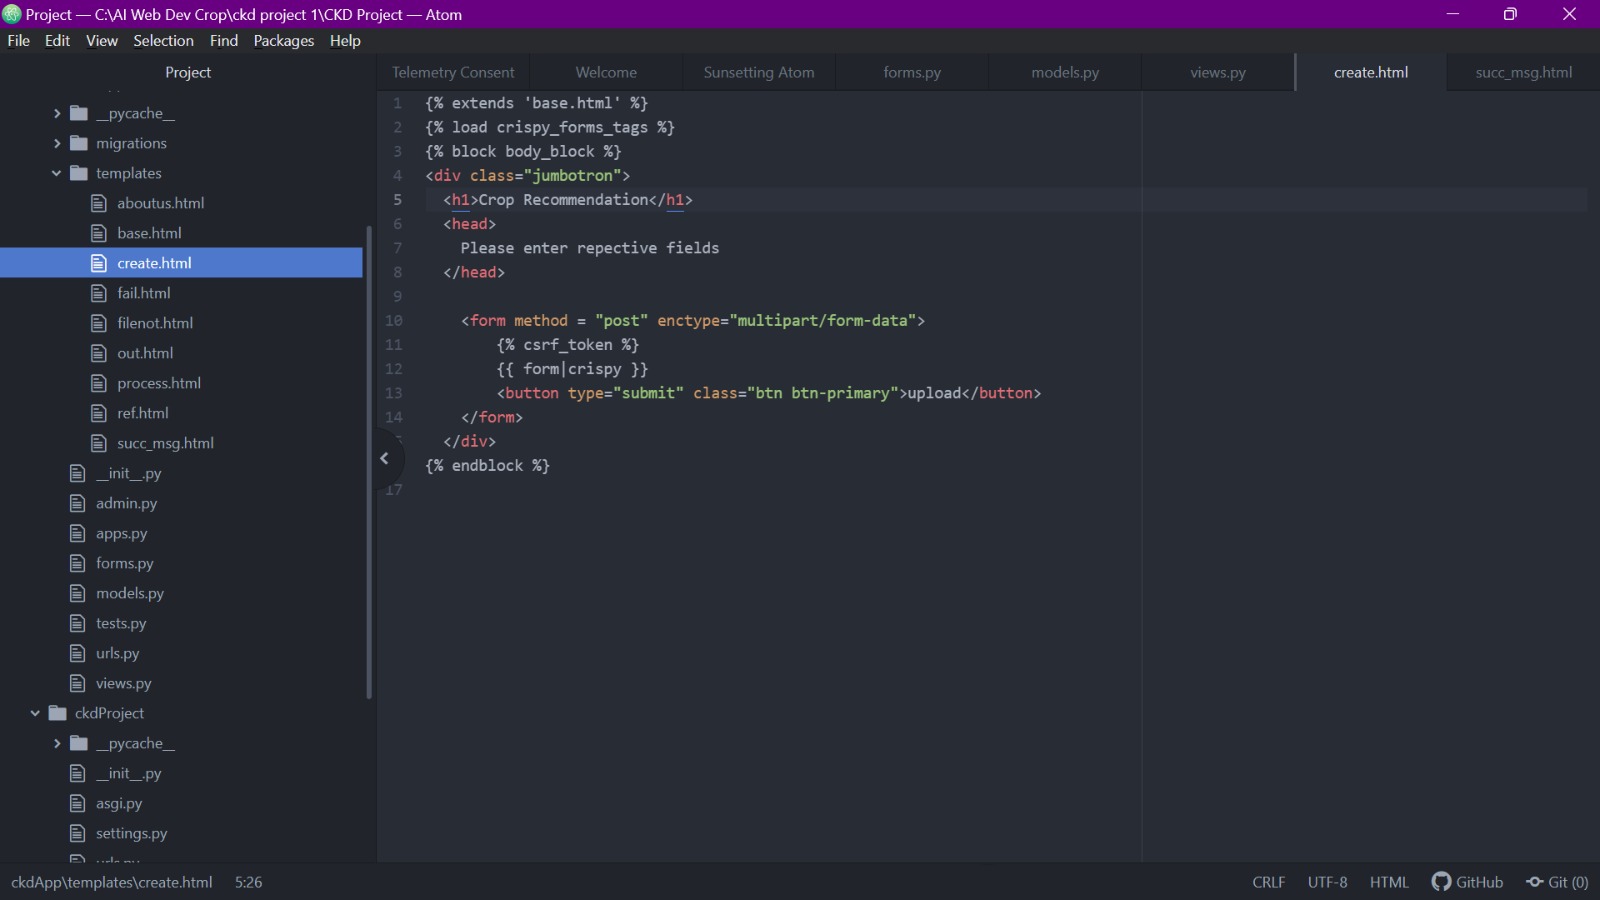 Project — C:\AI Web Dev Crop\ckd project 1\CKD Project — Atom
File Edit View Selection Find Packages Help
Project
__pycache__
migrations
templates
aboutus.html
base.html
create.html
fail.html
filenot.html
out.html
process.html
ref.html
succ_msg.html
__init__.py
admin.py
apps.py
forms.py
models.py
tests.py
urls.py
views.py
ckdProject
__pycache__
__init__.py
asgi.py
settings.py
Telemetry Consent Welcome Sunsetting Atom forms.py models.py views.py create.html succ_msg.html
1 {% extends 'base.html' %}
2 {% load crispy_forms_tags %}
3 {% block body_block %}
4 <div class="jumbotron">
5 <h1>Crop Recommendation</h1>
6 <head>
7 Please enter repective fields
8 </head>
9
10 <form method = "post" enctype="multipart/form-data">
11 {% csrf_token %}
12 {{ form|crispy }}
13 <button type="submit" class="btn btn-primary">upload</button>
14 </form>
</div>
{% endblock %}
17
ckdApp\templates\create.html 5:26 CRLF UTF-8 HTML GitHub Git (0)